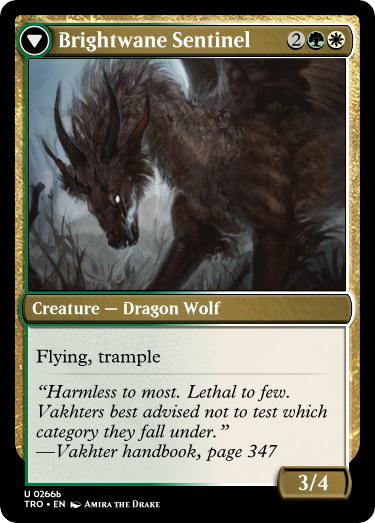 Brightwane Sentinel 2
Creature — Dragon Wolf
Flying, trample
“Harmless to most. Lethal to few.
Vakhters best advised not to test which
category they fall under.”
—Vakhter handbook, page 347
3/4
U 0266b
TRO • EN Amira the Drake